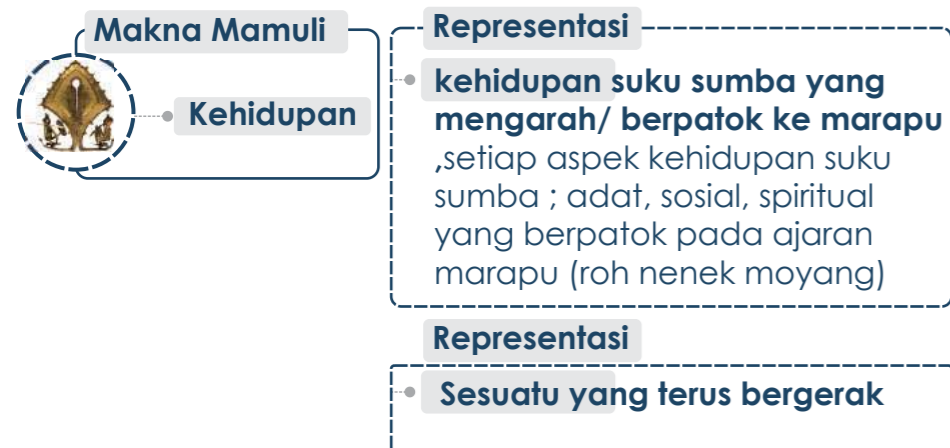 Makna Mamuli
Kehidupan
Representasi
kehidupan suku sumba yang
mengarah/ berpatok ke marapu
,setiap aspek kehidupan suku
sumba ; adat, sosial, spiritual
yang berpatok pada ajaran
marapu (roh nenek moyang)
Representasi
Sesuatu yang terus bergerak